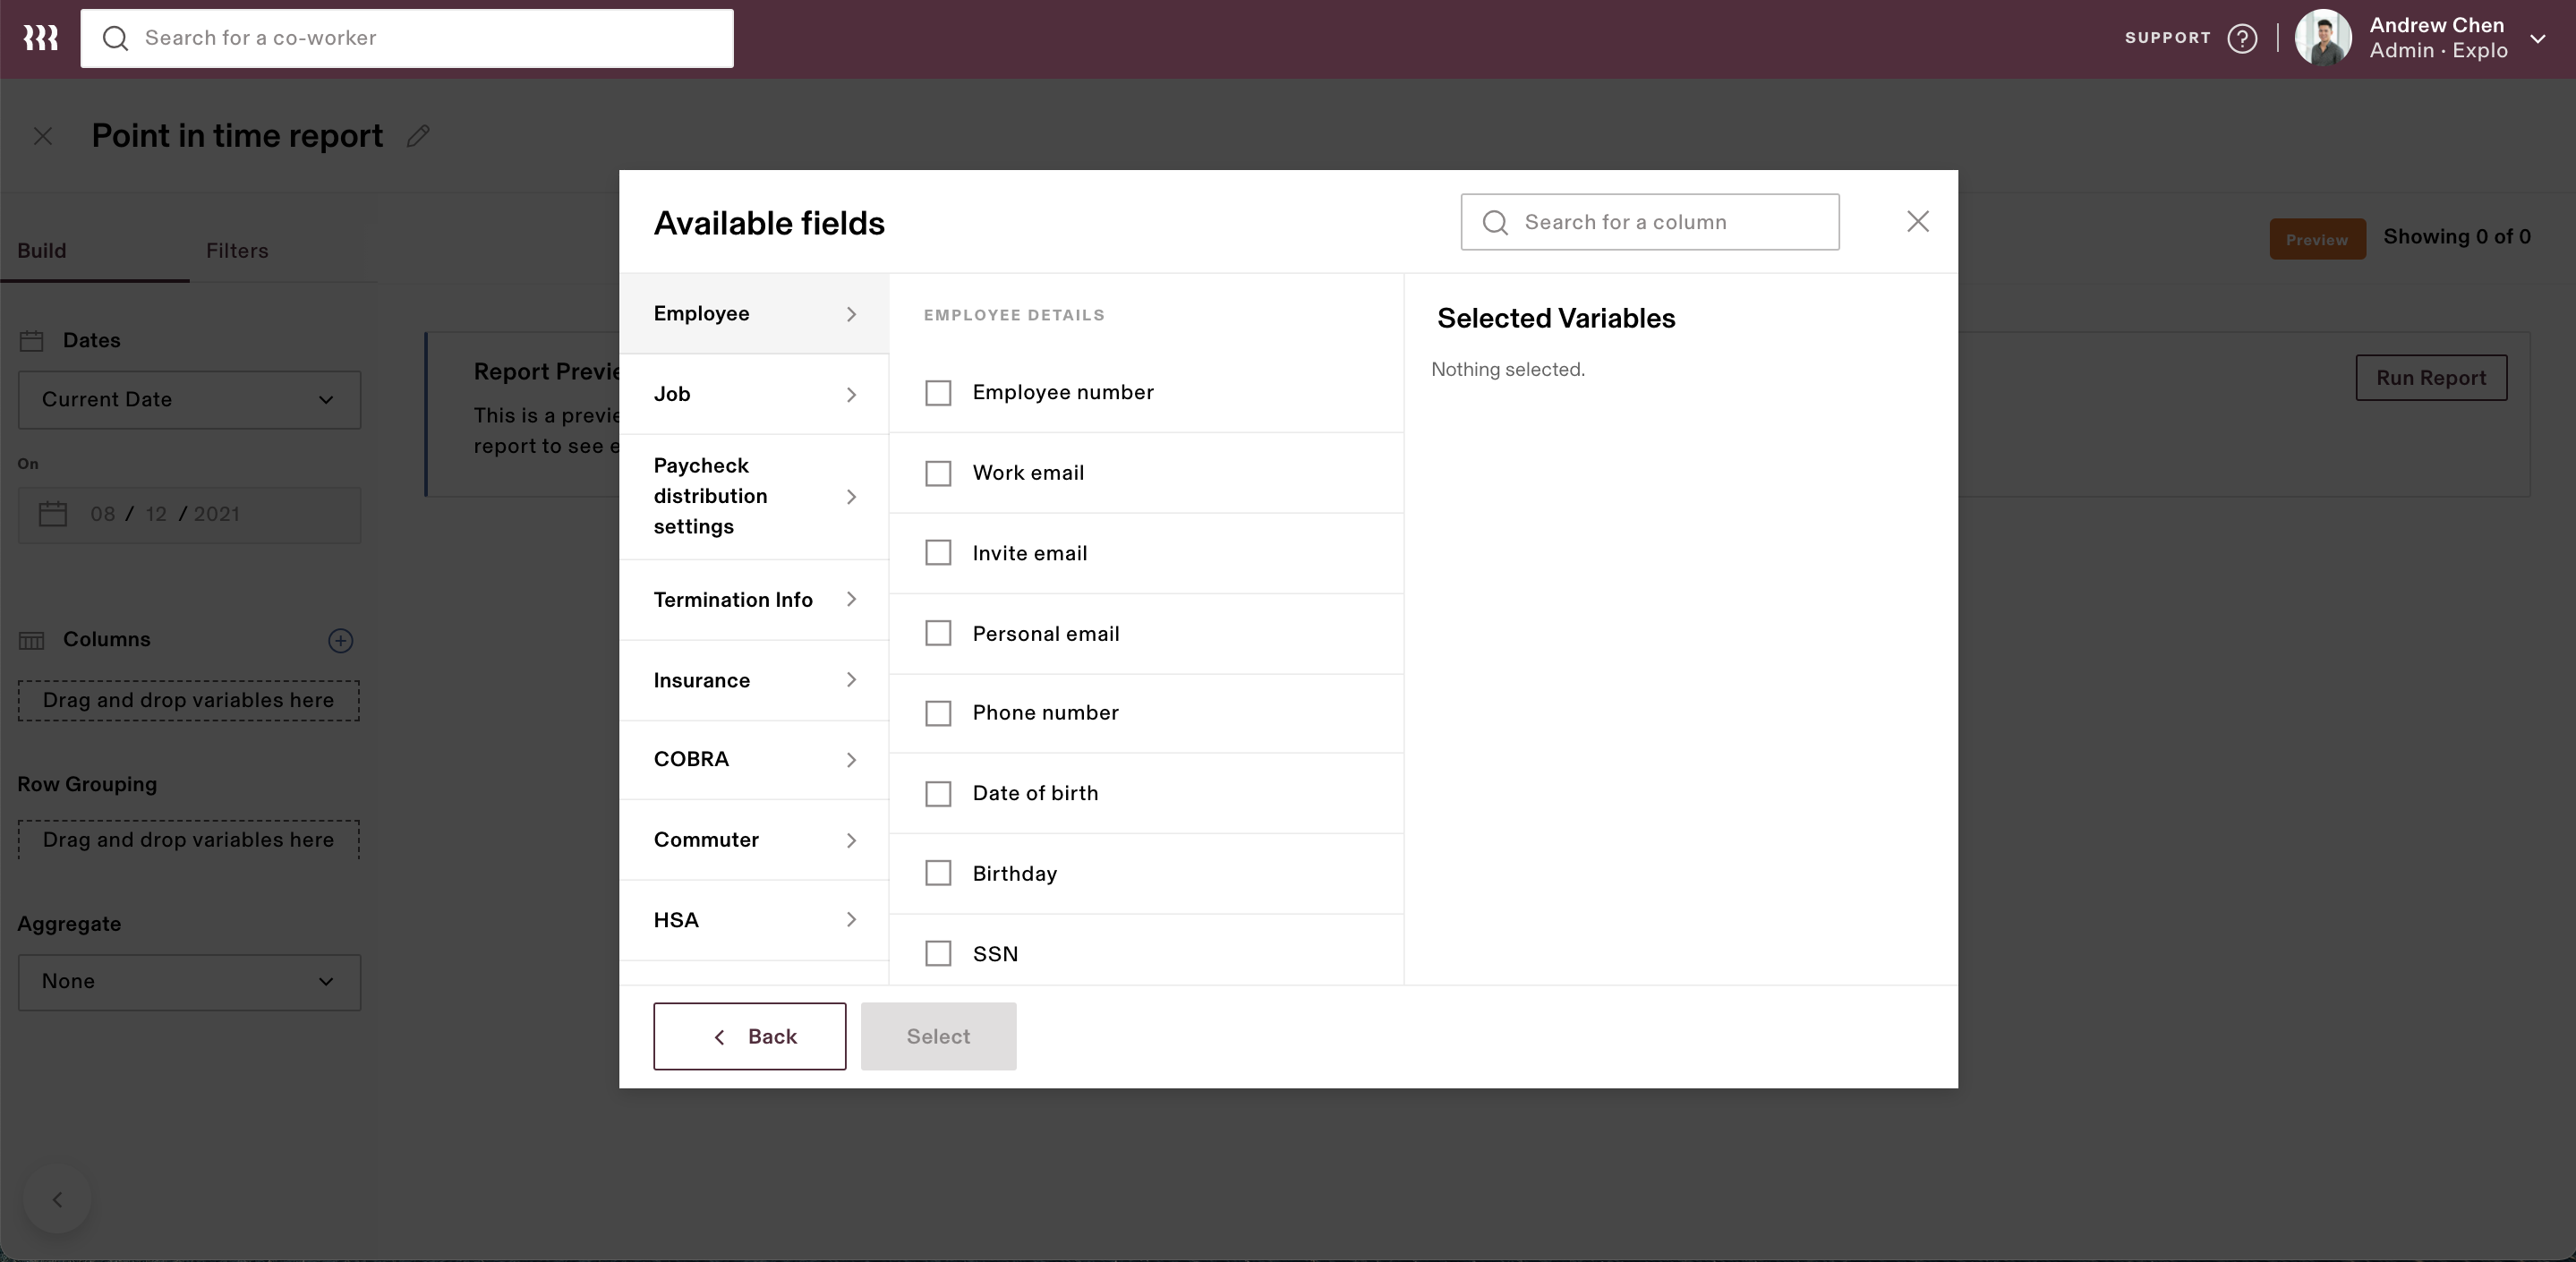 Search for a co-worker
SUPPORT
Andrew Chen
Admin · Explo
Point in time report
Build
Filters
Preview
Showing 0 of 0
Dates
Current Date
On
08 / 12 / 2021
Columns
Drag and drop variables here
Row Grouping
Drag and drop variables here
Aggregate
None
Report
This is a
report to see
Run Report
Available fields
Search for a column
Employee
Job
Paycheck
distribution
settings
Termination Info
Insurance
COBRA
Commuter
HSA
EMPLOYEE DETAILS
Employee number
Work email
Invite email
Personal email
Phone number
Date of birth
Birthday
SSN
Selected Variables
Nothing selected.
Back
Select